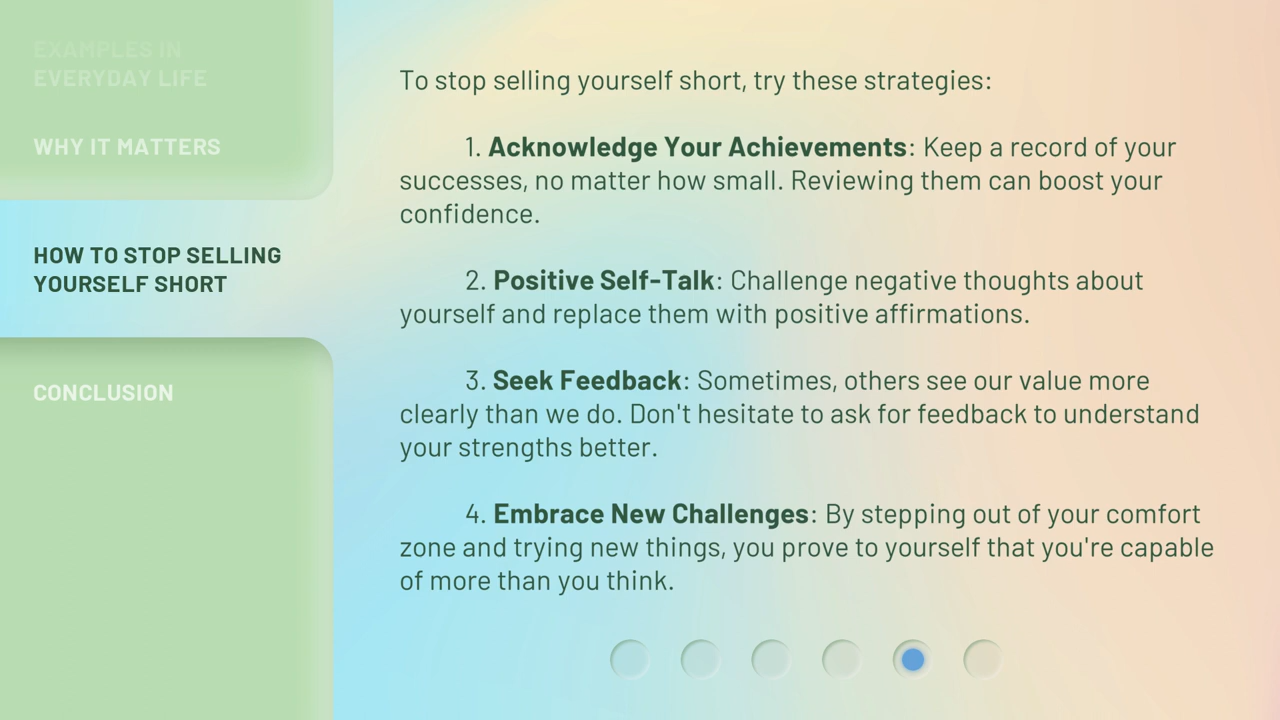 EXAMPLES IN
EVERYDAY LIFE
WHY IT MATTERS
HOW TO STOP SELLING
YOURSELF SHORT
CONCLUSION
To stop selling yourself short, try these strategies:
1. Acknowledge Your Achievements: Keep a record of your
successes, no matter how small. Reviewing them can boost your
confidence.
2. Positive Self-Talk: Challenge negative thoughts about
yourself and replace them with positive affirmations.
3. Seek Feedback: Sometimes, others see our value more
clearly than we do. Don't hesitate to ask for feedback to understand
your strengths better.
4. Embrace New Challenges: By stepping out of your comfort
zone and trying new things, you prove to yourself that you're capable
of more than you think.